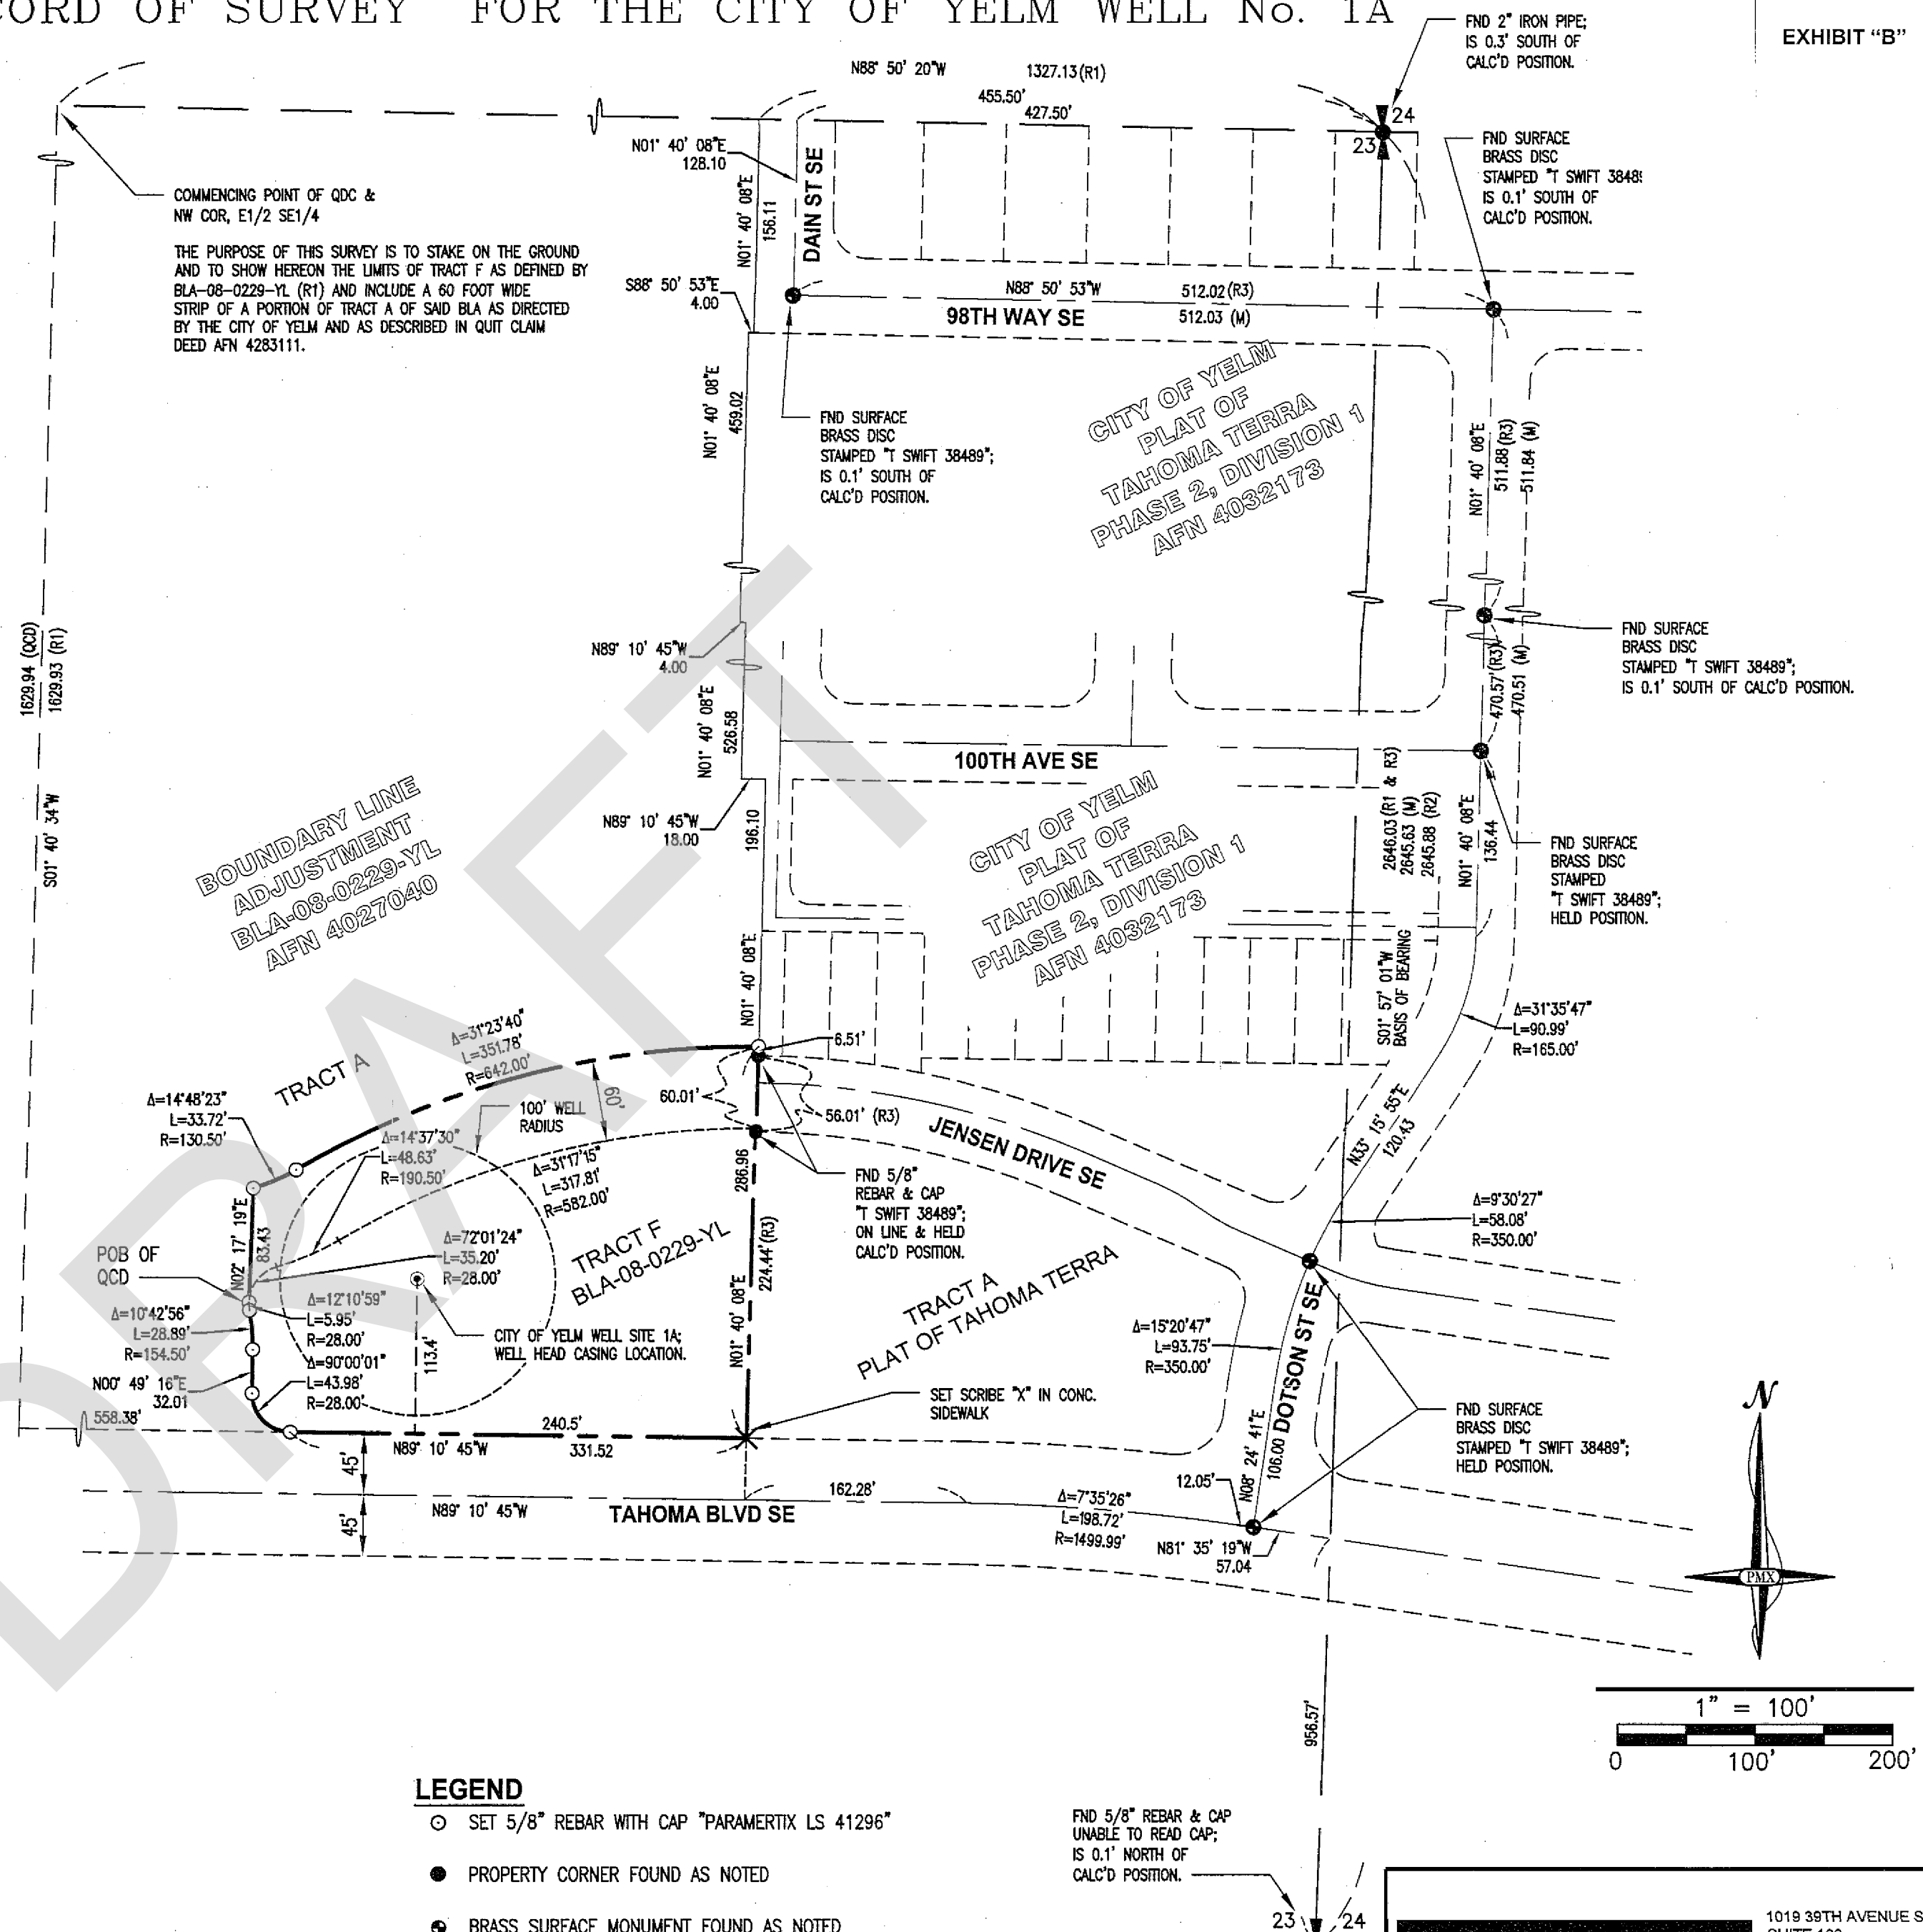 CORD OF SURVEY FOR THE CITY OF YELM WELL No. 1A
EXHIBIT “B”
FND 2" IRON PIPE;
IS 0.3' SOUTH OF
CALC'D POSITION.
N88° 50' 20"W
1327.13(R1)
455.50'
427.50'
24
23
N01° 40' 08"E
128.10
N01° 40' 08"E
156.11
DAIN ST SE
FND SURFACE
BRASS DISC
STAMPED "T SWIFT 3848
IS 0.1' SOUTH OF
CALC'D POSITION.
COMMENCING POINT OF QDC &
NW COR, E1/2 SE1/4
THE PURPOSE OF THIS SURVEY IS TO STAKE ON THE GROUND
AND TO SHOW HEREON THE LIMITS OF TRACT F AS DEFINED BY
BLA-08-0229-YL (R1) AND INCLUDE A 60 FOOT WIDE
STRIP OF A PORTION OF TRACT A OF SAID BLA AS DIRECTED
BY THE CITY OF YELM AND AS DESCRIBED IN QUIT CLAIM
DEED AFN 4283111.
S88° 50' 53"E
4.00
N88° 50' 53"W
512.02(R3)
98TH WAY SE
512.03 (M)
N01° 40' 08"E
459.02
FND SURFACE
BRASS DISC
STAMPED "T SWIFT 38489";
IS 0.1' SOUTH OF
CALC'D POSITION.
CITY OF YELM
PLAT OF
TAHOMA TERRA
PHASE 2, DIVISION 1
AFN 4032173
N01° 40' 08"E
511.88(R3)
511.84 (M)
1629.94 (QCD)
1629.93 (R1)
S01° 40' 34"W
N89° 10' 45"W
4.00
FND SURFACE
BRASS DISC
STAMPED "T SWIFT 38489";
IS 0.1' SOUTH OF CALC'D POSITION.
470.57'(R3)
470.51 (M)
N01° 40' 08"E
526.58
100TH AVE SE
N89° 10' 45"W
18.00
196.10
BOUNDARY LINE
ADJUSTMENT
BLA-08-0229-YL
AFN 4027040
CITY OF YELM
PLAT OF
TAHOMA TERRA
PHASE 2, DIVISION 1
AFN 4032173
2646.03(R1 & R3)
2645.63 (M)
2645.88 (R2)
N01° 40' 08"E
136.44
FND SURFACE
BRASS DISC
STAMPED
"T SWIFT 38489";
HELD POSITION.
N01° 40' 08"E
S01° 57' 01"W
BASIS OF BEARING
Δ=31°35'47"
L=90.99'
R=165.00'
Δ=31°23'40"
L=351.78'
R=642.00'
TRACT A
6.51'
60'
60.01'
56.01' (R3)
Δ=14°48'23"
L=33.72'
R=130.50'
100' WELL
RADIUS
Δ=14°37'30"
L=48.63'
R=190.50'
Δ=31°17'15"
L=317.81'
R=582.00'
JENSEN DRIVE SE
N33° 15' 55"E
120.43
286.96
FND 5/8"
REBAR & CAP
"T SWIFT 38489";
ON LINE & HELD
CALC'D POSITION.
Δ=9°30'27"
L=58.08'
R=350.00'
N02° 17' 19"E
83.43
POB OF
QCD
Δ=72°01'24"
L=35.20'
R=28.00'
TRACT F
BLA-08-0229-YL
224.44'(R3)
N01° 40' 08"E
TRACT A
PLAT OF TAHOMA TERRA
Δ=10°42'56"
L=28.89'
R=154.50'
Δ=12°10'59"
L=5.95'
R=28.00'
Δ=90°00'01"
L=43.98'
R=28.00'
113.4'
CITY OF YELM WELL SITE 1A;
WELL HEAD CASING LOCATION.
Δ=15°20'47"
L=93.75'
R=350.00'
DOTSON ST SE
N00° 49' 16"E
32.01
558.38'
SET SCRIBE "X" IN CONC.
SIDEWALK
FND SURFACE
BRASS DISC
STAMPED "T SWIFT 38489";
HELD POSITION.
N89° 10' 45"W
240.5'
331.52
N08° 24' 41"E
106.00
45'
45'
N89° 10' 45"W
162.28'
TAHOMA BLVD SE
12.05'
Δ=7°35'26"
L=198.72'
R=1499.99'
N81° 35' 19"W
57.04
N
PMX
956.57'
1" = 100'
0 100' 200'
LEGEND
SET 5/8" REBAR WITH CAP "PARAMERTIX LS 41296"
PROPERTY CORNER FOUND AS NOTED
BRASS SURFACE MONUMENT FOUND AS NOTED
FND 5/8" REBAR & CAP
UNABLE TO READ CAP;
IS 0.1' NORTH OF
CALC'D POSITION.
23
24
1019 39TH AVENUE S
DRAFT